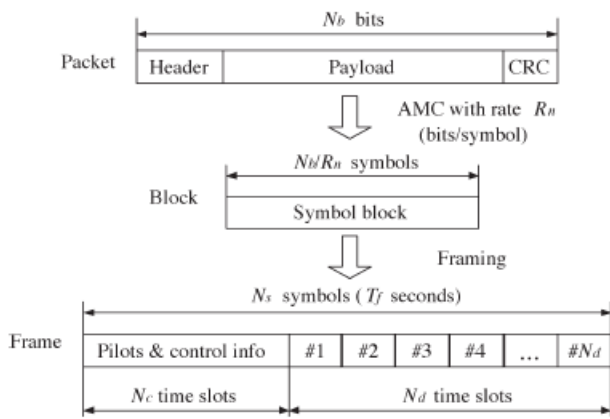 Nb bits
Packet Header Payload CRC
AMC with rate Rn
(bits/symbol)
Nb/Rn symbols
Block Symbol block
Framing
Ns symbols (Tf seconds)
Frame Pilots & control info #1 #2 #3 #4 ... #Nd
Nc time slots Nd time slots